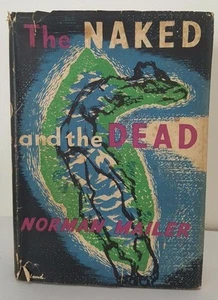 The NAKED
and the DEAD
NORMAN MAILER